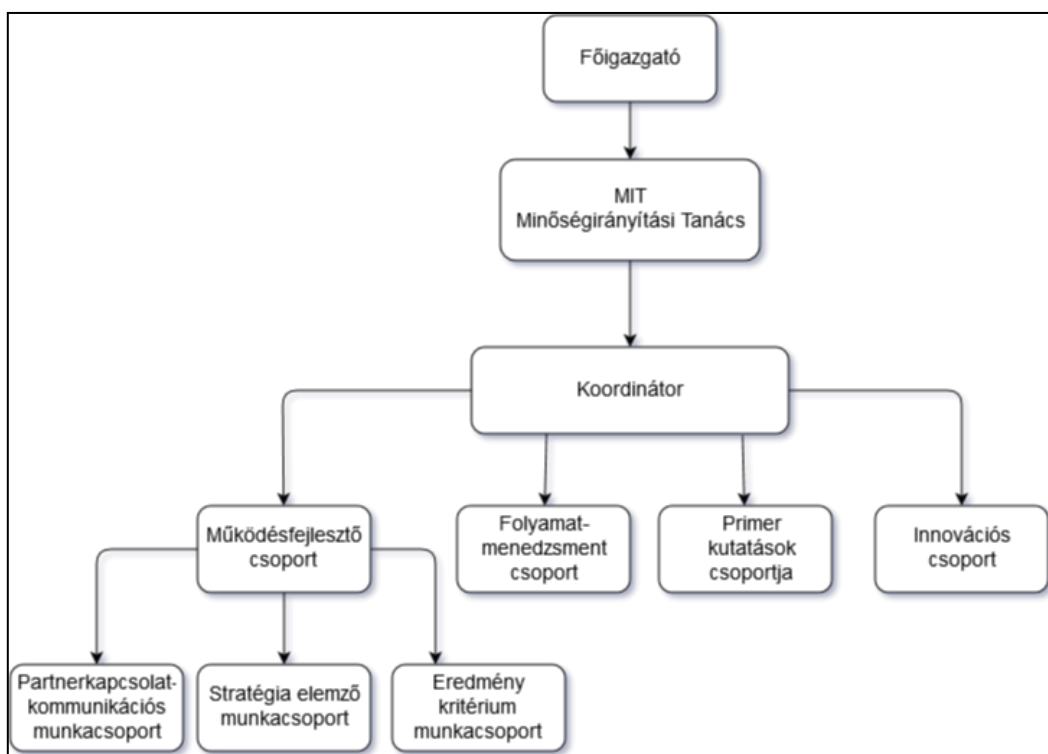 Főigazgató
MIT
Minőségirányítási Tanács
Koordinátor
Működésfejlesztő
csoport
Folyamat-
menedzsment
csoport
Primer
kutatások
csoportja
Innovációs
csoport
Partnerkapcsolat-
kommunikációs
munkacsoport
Stratégia elemző
munkacsoport
Eredmény
kritérium
munkacsoport